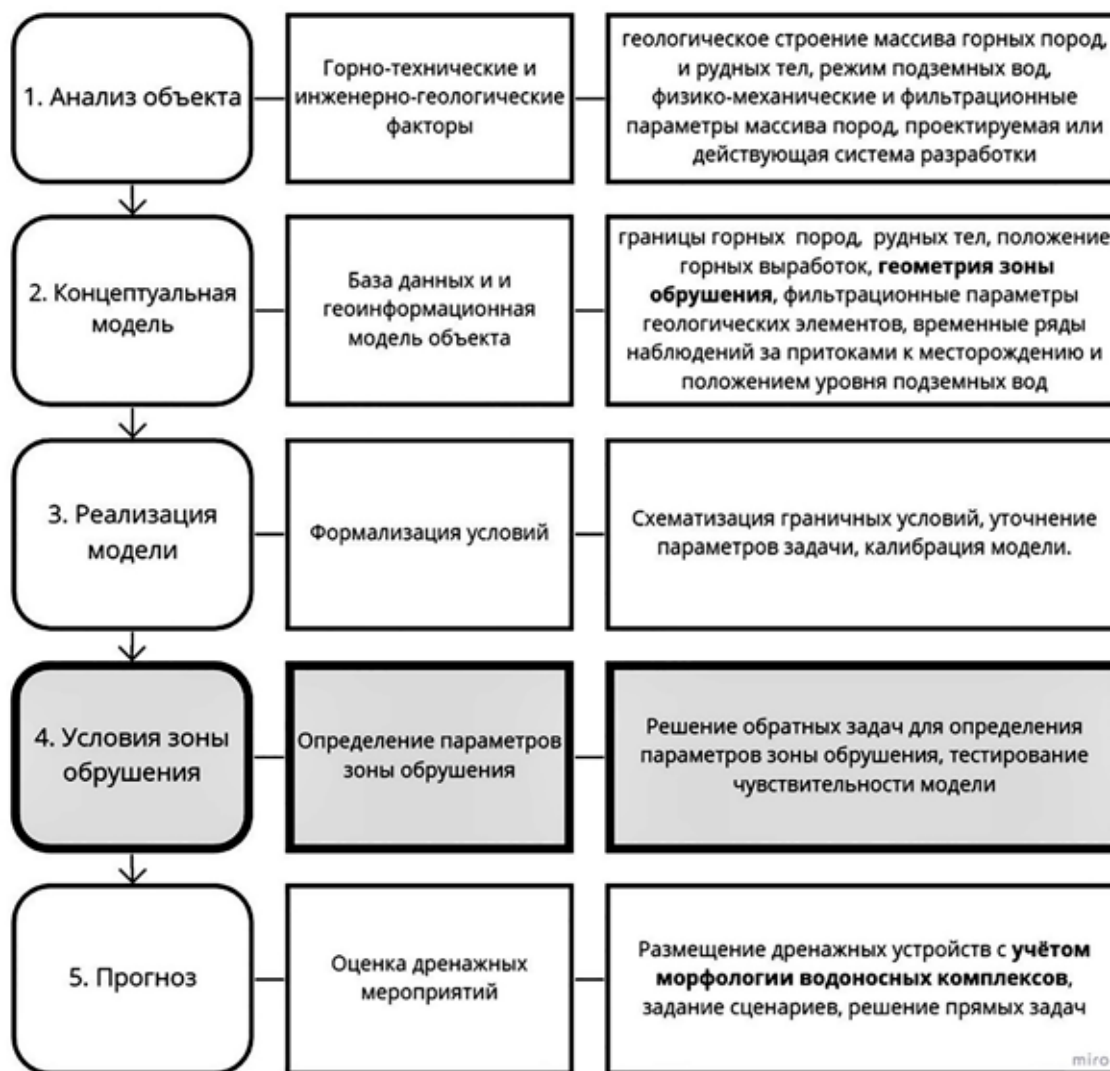 1. Анализ объекта
Горно-технические и
инженерно-геологические
факторы
геологическое строение массива горных пород,
и рудных тел, режим подземных вод,
физико-механические и фильтрационные
параметры массива пород, проектируемая или
действующая система разработки
2. Концептуальная
модель
База данных и и
геоинформационная
модель объекта
границы горных пород, рудных тел, положение
горных выработок, геометрия зоны
обрушения, фильтрационные параметры
геологических элементов, временные ряды
наблюдений за притоками к месторождению и
положением уровня подземных вод
3. Реализация
модели
Формализация условий
Схематизация граничных условий, уточнение
параметров задачи, калибрация модели.
4. Условия зоны
обрушения
Определение параметров
зоны обрушения
Решение обратных задач для определения
параметров зоны обрушения, тестирование
чувствительности модели
5. Прогноз
Оценка дренажных
мероприятий
Размещение дренажных устройств с учётом
морфологии водоносных комплексов,
задание сценариев, решение прямых задач
miro